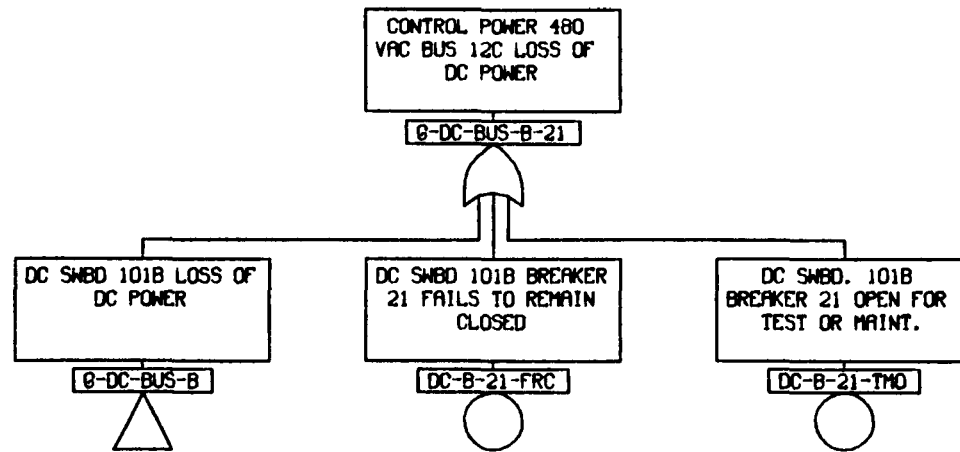 CONTROL POWER 480
VAC BUS 12C LOSS OF
DC POWER
G-DC-BUS-B-21
DC SWBD 101B LOSS OF
DC POWER
G-DC-BUS-B
DC SWBD 101B BREAKER
21 FAILS TO REMAIN
CLOSED
DC-B-21-FRC
DC SWBD. 101B
BREAKER 21 OPEN FOR
TEST OR MAINT.
DC-B-21-TMO